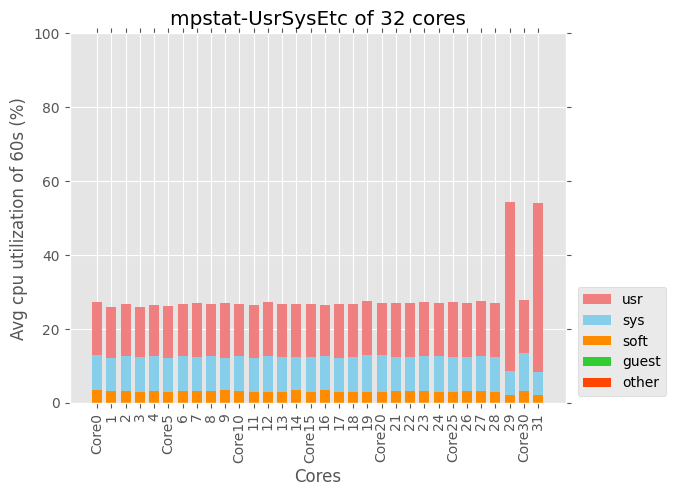 mpstat-UsrSysEtc of 32 cores
Avg cpu utilization of 60s (%)
100
80
60
40
20
0
Core0
1
2
3
4
Core5
6
7
8
9
Core10
11
12
13
14
Core15
16
17
18
19
Core20
21
22
23
24
Core25
26
27
28
29
Core30
31
Cores
usr
sys
soft
guest
other